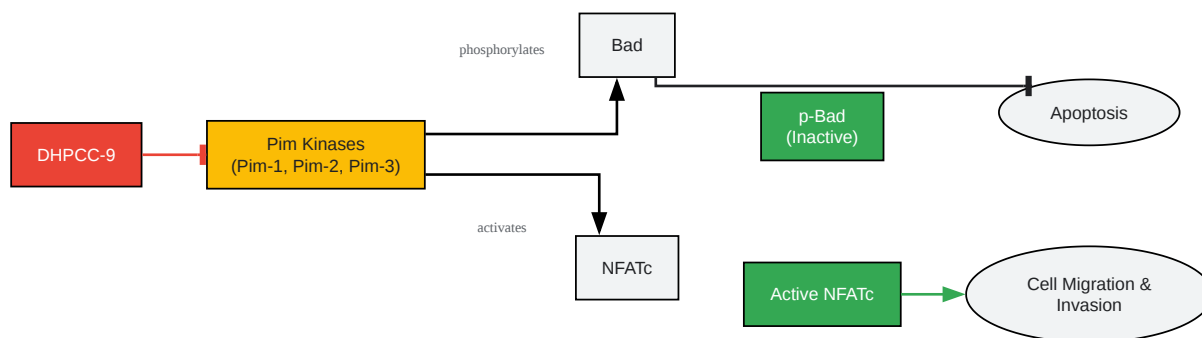 phosphorylates
Bad
DHPCC-9
Pim Kinases
(Pim-1, Pim-2, Pim-3)
p-Bad
(Inactive)
Apoptosis
activates
NFATc
Active NFATc
Cell Migration &
Invasion